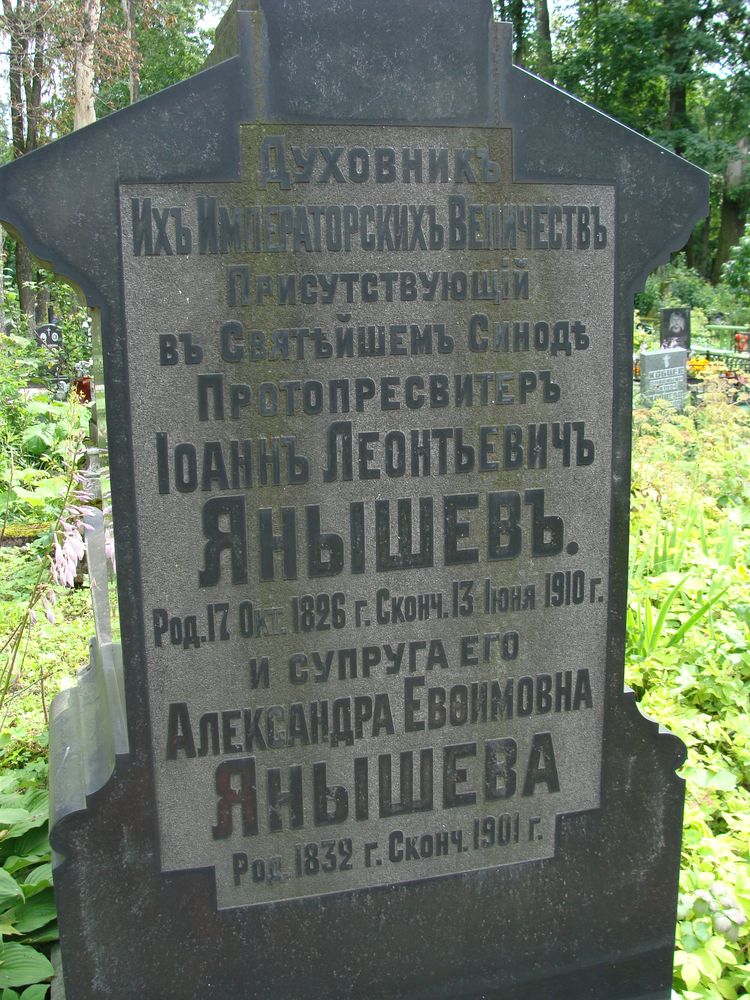 Духовникъ
Ихъ Императорскихъ Величествъ
Присутствующій
въ Святѣйшемъ Синодѣ
Протопресвитеръ
Іоаннъ Леонтьевичъ
Янышевъ.
Род. 17 Окт. 1826 г. Сконч. 13 Іюня 1910 г.
и супруга его
Александра Евѳимовна
Янышева
Род. 1832 г. Сконч. 1901 г.